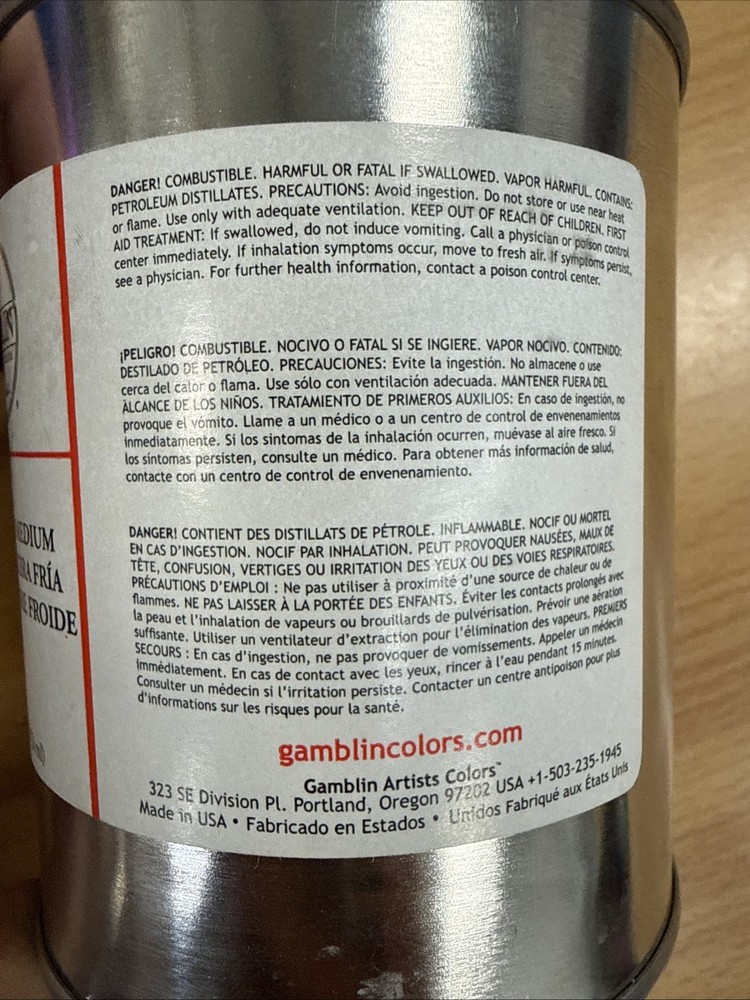 DANGER! COMBUSTIBLE. HARMFUL OR FATAL IF SWALLOWED. VAPOR HARMFUL. CONTAINS:
PETROLEUM DISTILLATES. PRECAUTIONS: Avoid ingestion. Do not store or use near heat
or flame. Use only with adequate ventilation. KEEP OUT OF REACH OF CHILDREN. FIRST
AID TREATMENT: If swallowed, do not induce vomiting. Call a physician or poison control
center immediately. If inhalation symptoms occur, move to fresh air. If symptoms persist,
see a physician. For further health information, contact a poison control center.
¡PELIGRO! COMBUSTIBLE. NOCIVO O FATAL SI SE INGIERE. VAPOR NOCIVO. CONTENIDO:
DESTILADO DE PETRÓLEO. PRECAUCIONES: Evite la ingestión. No almacene o use
cerca del calor o flama. Use sólo con ventilación adecuada. MANTENER FUERA DEL
ALCANCE DE LOS NIÑOS. TRATAMIENTO DE PRIMEROS AUXILIOS: En caso de ingestión, no
provoque el vómito. Llame a un médico o a un centro de control de envenenamientos
inmediatamente. Si los sintomas de la inhalación ocurren, muévase al aire fresco. Si
los sintomas persisten, consulte un médico. Para obtener más información de salud,
contacte con un centro de control de envenenamiento.
DANGER! CONTIENT DES DISTILLATS DE PÉTROLE. INFLAMMABLE. NOCIF OU MORTEL
EN CAS D'INGESTION. NOCIF PAR INHALATION. PEUT PROVOQUER NAUSÉES, MAUX DE
TÊTE, CONFUSION, VERTIGES OU IRRITATION DES YEUX OU DES VOIES RESPIRATOIRES.
PRÉCAUTIONS D'EMPLOI : Ne pas utiliser à proximité d'une source de chaleur ou de
flammes. NE PAS LAISSER À LA PORTÉE DES ENFANTS. Éviter les contacts prolongés avec
la peau et l'inhalation de vapeurs ou brouillards de pulvérisation. Prévoir une aération
suffisante. Utiliser un ventilateur d'extraction pour l'élimination des vapeurs. PREMIERS
SECOURS : En cas d'ingestion, ne pas provoquer de vomissements. Appeler un médecin
immédiatement. En cas de contact avec les yeux, rincer à l'eau pendant 15 minutes.
Consulter un médecin si l'irritation persiste. Contacter un centre antipoison pour plus
d'informations sur les risques pour la santé.
gamblincolors.com
Gamblin Artists Colors™
323 SE Division Pl. Portland, Oregon 97202 USA +1-503-235-1945
Made in USA • Fabricado en Estados • Unidos Fabriqué aux États Unis
EDIUM
RA FRÍA
FROIDE